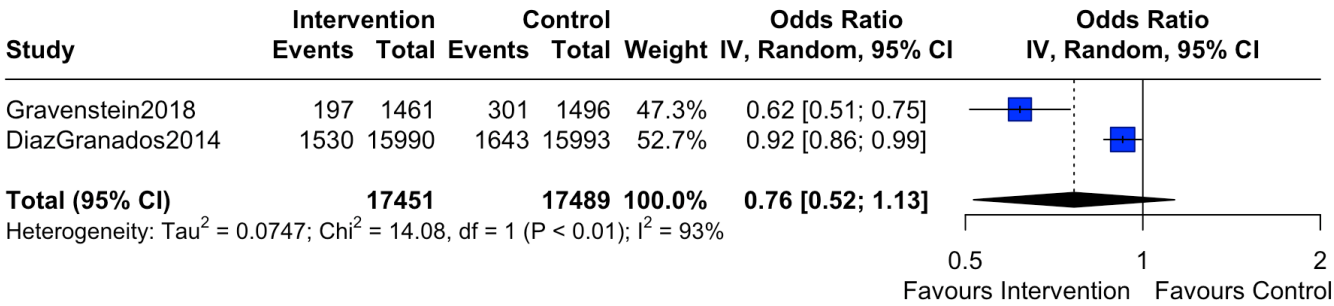 Intervention Control Odds Ratio Odds Ratio
Study Events Total Events Total Weight IV, Random, 95% CI IV, Random, 95% CI
Gravenstein2018 197 1461 301 1496 47.3% 0.62 [0.51; 0.75]
DiazGranados2014 1530 15990 1643 15993 52.7% 0.92 [0.86; 0.99]
Total (95% CI) 17451 17489 100.0% 0.76 [0.52; 1.13]
Heterogeneity: Tau² = 0.0747; Chi² = 14.08, df = 1 (P < 0.01); I² = 93%
0.5 1 2
Favours Intervention Favours Control